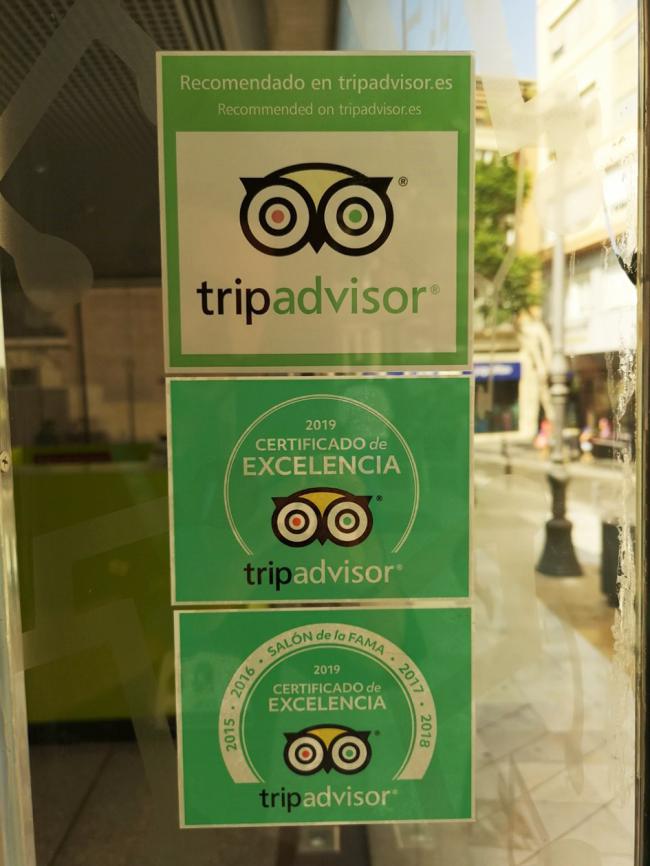 Recomendado en tripadvisor.es
Recommended on tripadvisor.es
tripadvisor®
2019
CERTIFICADO de
EXCELENCIA
tripadvisor®
2015 • 2016 • SALÓN de la FAMA • 2017 • 2018
2019
CERTIFICADO de
EXCELENCIA
tripadvisor®